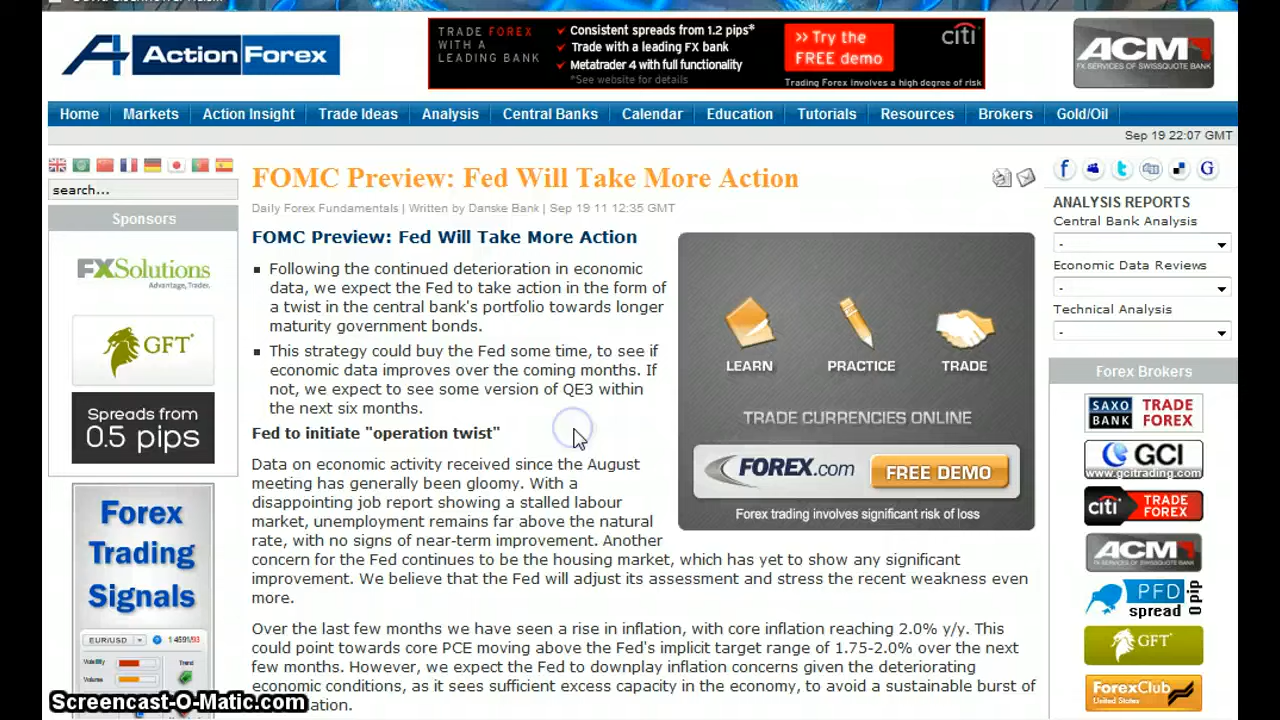 TRADE FOREX
WITH A
LEADING BANK
Consistent spreads from 1.2 pips*
Trade with a leading FX bank
Metatrader 4 with full functionality
*See website for details
>> Try the
FREE demo
citi
Trading Forex involves a high degree of risk
Action Forex
ACM
FX SERVICES OF SWISSQUOTE BANK
Home Markets Action Insight Trade Ideas Analysis Central Banks Calendar Education Tutorials Resources Brokers Gold/Oil
Sep 19 22:07 GMT
search...
Sponsors
FXSolutions
Advantage, Trader.
GFT
Spreads from
0.5 pips
Forex
Trading
Signals
EUR/USD
Trend
Volume
FOMC Preview: Fed Will Take More Action
Daily Forex Fundamentals | Written by Danske Bank | Sep 19 11 12:35 GMT
FOMC Preview: Fed Will Take More Action
Following the continued deterioration in economic
data, we expect the Fed to take action in the form of
a twist in the central bank's portfolio towards longer
maturity government bonds.
This strategy could buy the Fed some time, to see if
economic data improves over the coming months. If
not, we expect to see some version of QE3 within
the next six months.
Fed to initiate "operation twist"
Data on economic activity received since the August
meeting has generally been gloomy. With a
disappointing job report showing a stalled labour
market, unemployment remains far above the natural
rate, with no signs of near-term improvement. Another
concern for the Fed continues to be the housing market, which has yet to show any significant
improvement. We believe that the Fed will adjust its assessment and stress the recent weakness even
more.
Over the last few months we have seen a rise in inflation, with core inflation reaching 2.0% y/y. This
could point towards core PCE moving above the Fed's implicit target range of 1.75-2.0% over the next
few months. However, we expect the Fed to downplay inflation concerns given the deteriorating
economic conditions, as it sees sufficient excess capacity in the economy, to avoid a sustainable burst of
LEARN PRACTICE TRADE
TRADE CURRENCIES ONLINE
FOREX.com FREE DEMO
Forex trading involves significant risk of loss
ANALYSIS REPORTS
Central Bank Analysis
-
Economic Data Reviews
-
Technical Analysis
-
Forex Brokers
SAXO BANK TRADE FOREX
GCI
www.gcitrading.com
citi TRADE FOREX
ACM
FX SERVICES OF SWISSQUOTE BANK
PFD
spread 0 pip
GFT
ForexClub
United States
Screencast-O-Matic.com